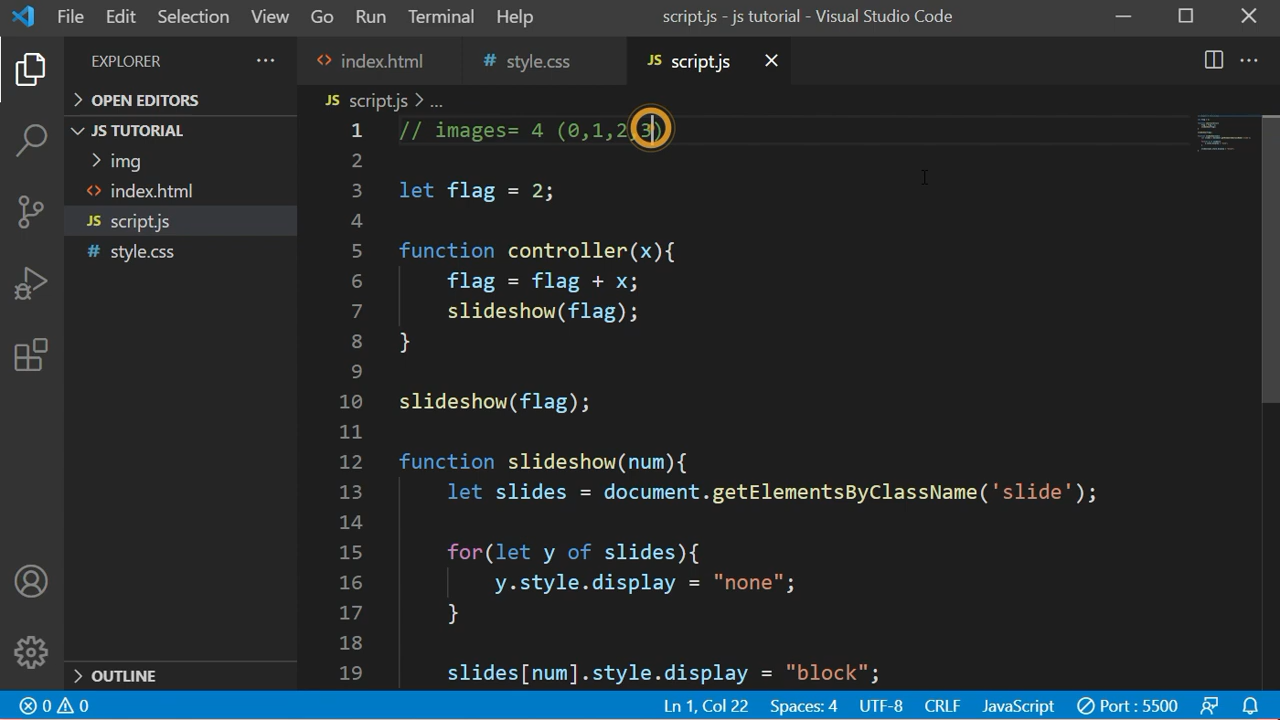 File Edit Selection View Go Run Terminal Help script.js - js tutorial - Visual Studio Code
EXPLORER
index.html
# style.css
JS script.js
OPEN EDITORS
JS script.js > ...
JS TUTORIAL
img
index.html
JS script.js
# style.css
OUTLINE
1 // images= 4 (0,1,2,3)
2
3 let flag = 2;
4
5 function controller(x){
6 flag = flag + x;
7 slideshow(flag);
8 }
9
10 slideshow(flag);
11
12 function slideshow(num){
13 let slides = document.getElementsByClassName('slide');
14
15 for(let y of slides){
16 y.style.display = "none";
17 }
18
19 slides[num].style.display = "block";
0 0 Ln 1, Col 22 Spaces: 4 UTF-8 CRLF JavaScript Port : 5500